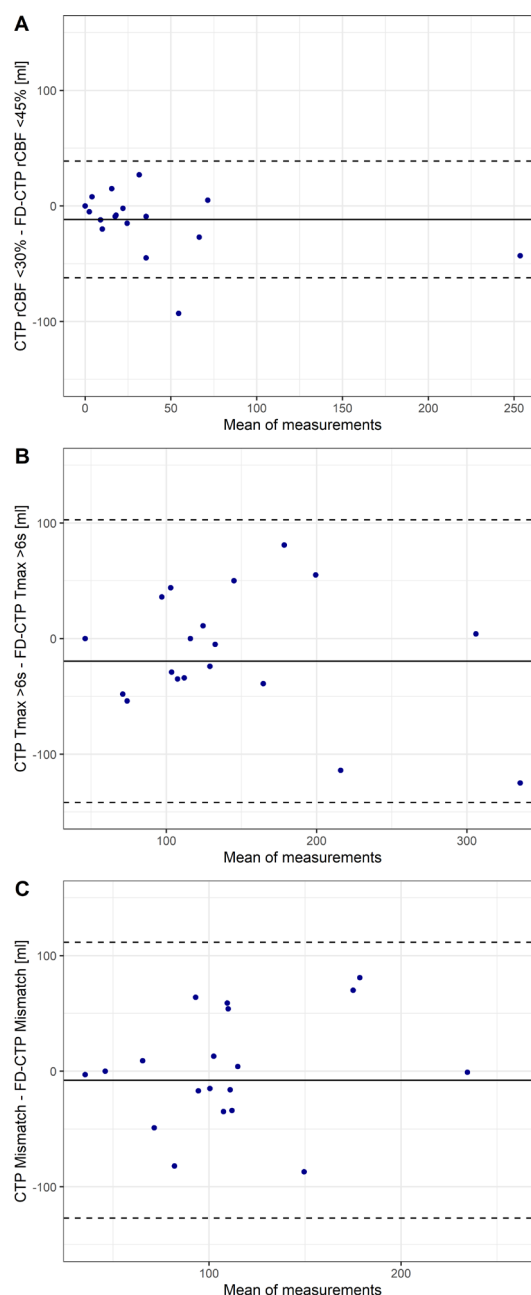 A
CTP rCBF <30% - FD-CTP rCBF <45% [ml]
100
0
-100
0
50
100
150
200
250
Mean of measurements
B
CTP Tmax >6s - FD-CTP Tmax >6s [ml]
100
0
-100
100
200
300
Mean of measurements
C
CTP Mismatch - FD-CTP Mismatch [ml]
100
0
-100
100
200
Mean of measurements